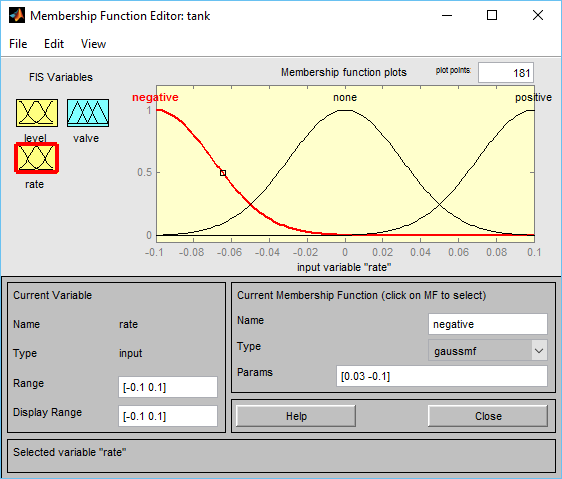 Membership Function Editor: tank
File Edit View
FIS Variables
level valve
rate
Membership function plots plot points: 181
negative none positive
1
0.5
0
-0.1 -0.08 -0.06 -0.04 -0.02 0 0.02 0.04 0.06 0.08 0.1
input variable "rate"
Current Variable
Name rate
Type input
Range [-0.1 0.1]
Display Range [-0.1 0.1]
Current Membership Function (click on MF to select)
Name negative
Type gaussmf
Params [0.03 -0.1]
Help Close
Selected variable "rate"